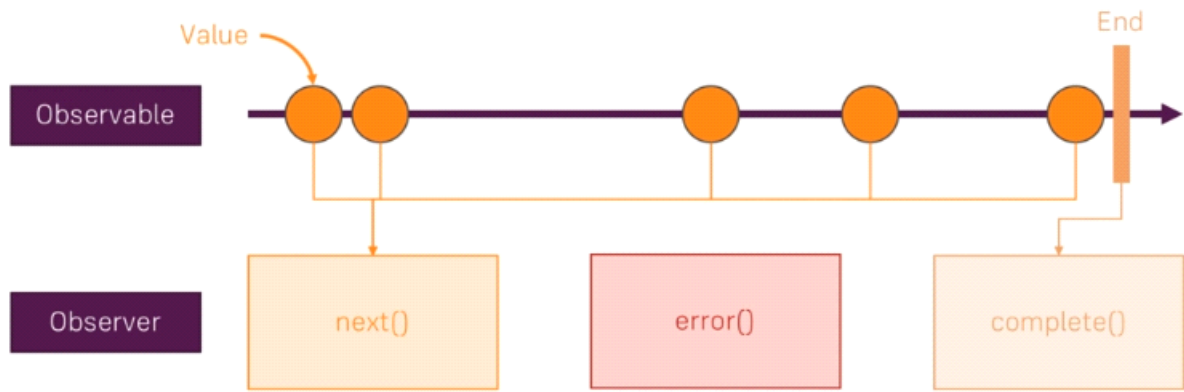 Value
End
Observable
Observer
next()
error()
complete()